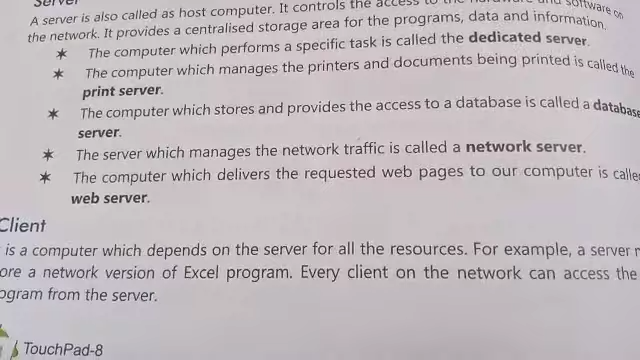 Server
A server is also called as host computer. It controls the access to the hardware and software on
the network. It provides a centralised storage area for the programs, data and information.
✶ The computer which performs a specific task is called the dedicated server.
✶ The computer which manages the printers and documents being printed is called the
print server.
✶ The computer which stores and provides the access to a database is called a database
server.
✶ The server which manages the network traffic is called a network server.
✶ The computer which delivers the requested web pages to our computer is calle
web server.
Client
is a computer which depends on the server for all the resources. For example, a server
ore a network version of Excel program. Every client on the network can access the
ogram from the server.
TouchPad-8